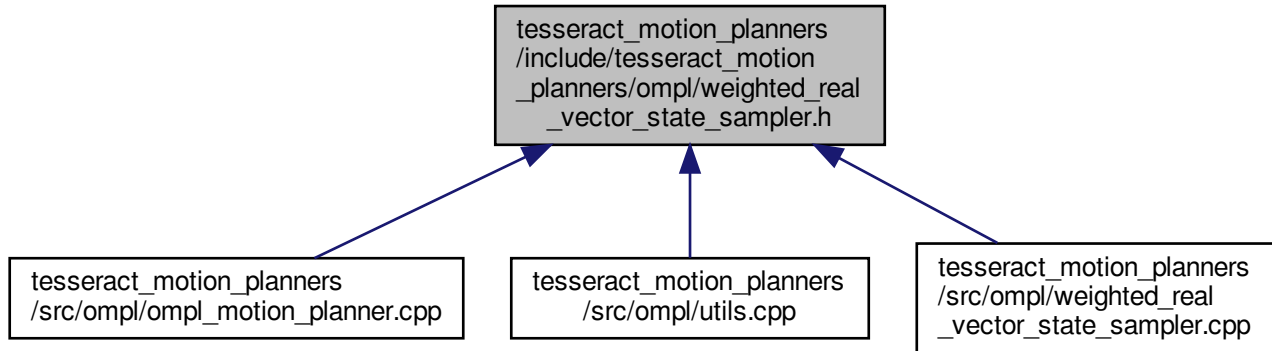 tesseract_motion_planners
/include/tesseract_motion
_planners/ompl/weighted_real
_vector_state_sampler.h
tesseract_motion_planners
/src/ompl/ompl_motion_planner.cpp
tesseract_motion_planners
/src/ompl/utils.cpp
tesseract_motion_planners
/src/ompl/weighted_real
_vector_state_sampler.cpp